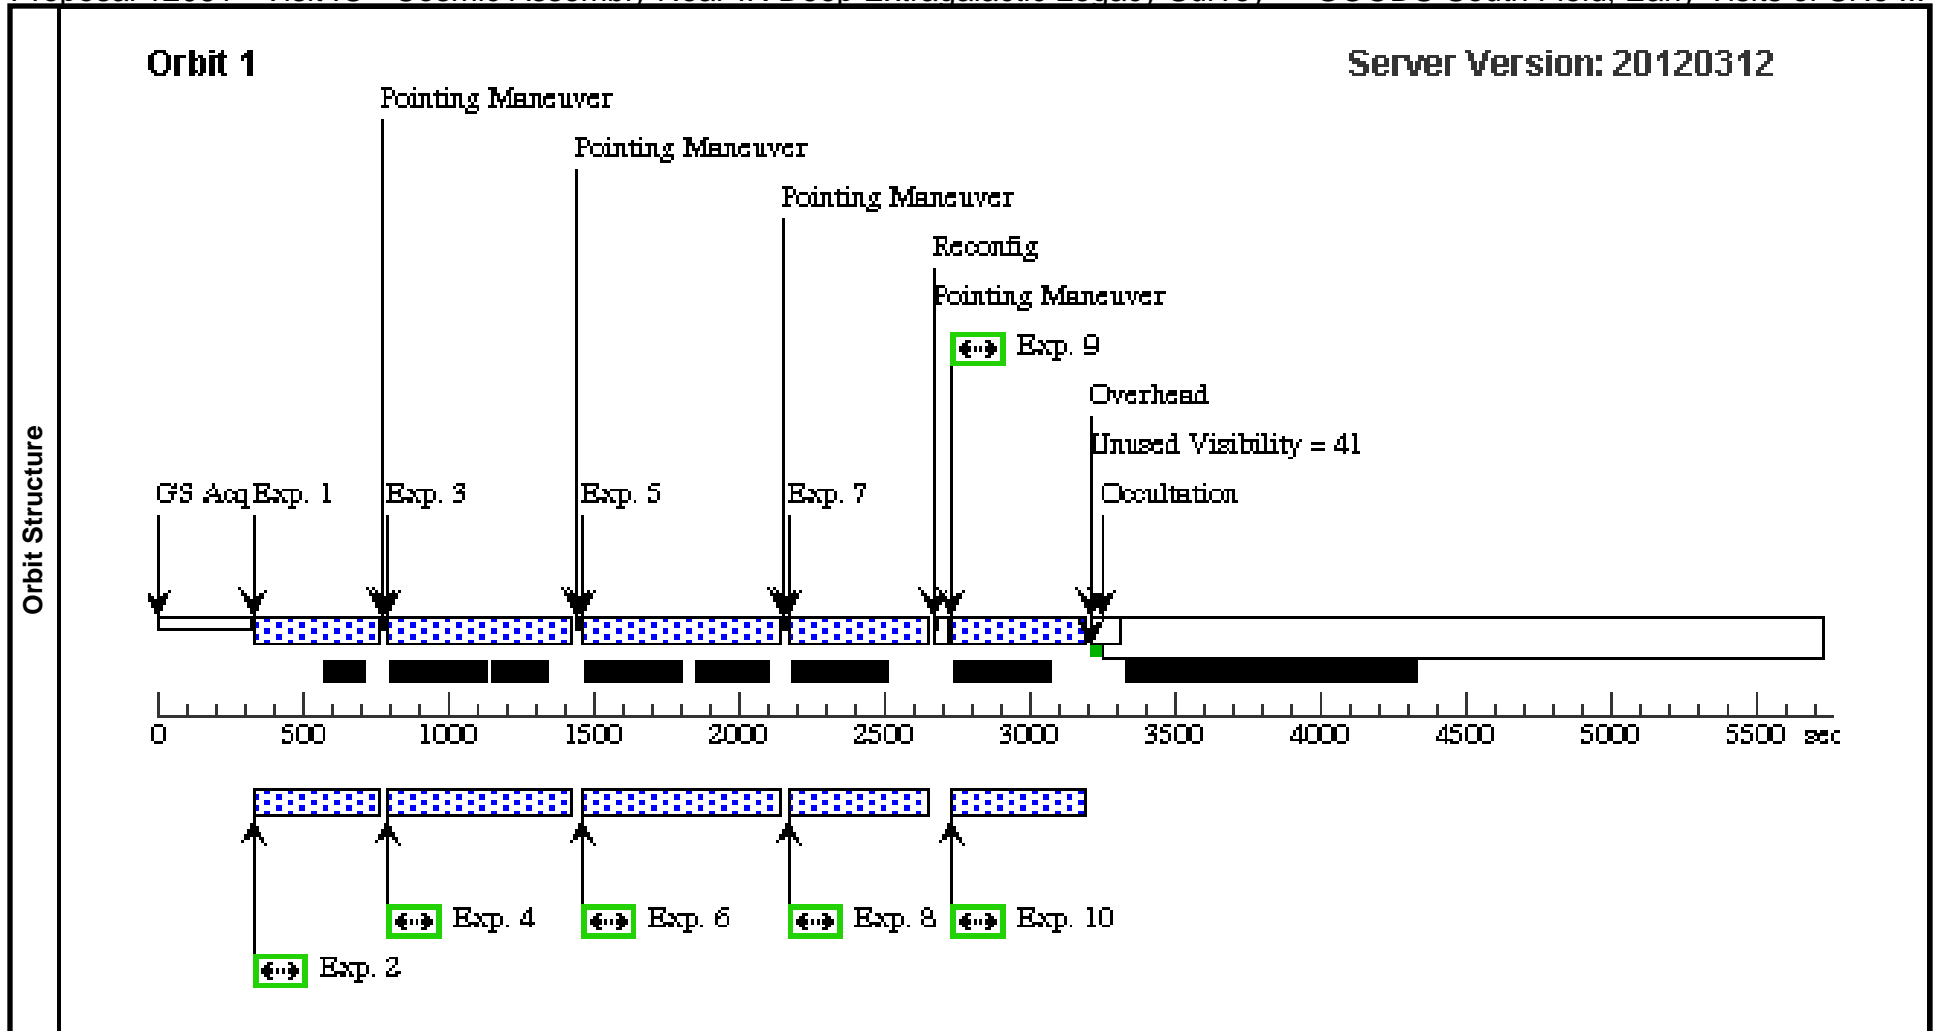 Orbit 1
Server Version: 20120312
Pointing Maneuver
Pointing Maneuver
Pointing Maneuver
Reconfig
Pointing Maneuver
Exp. 9
Overhead
Unused Visibility = 41
GS Acq Exp. 1 Exp. 3 Exp. 5 Exp. 7 Occultation
Orbit Structure
0 500 1000 1500 2000 2500 3000 3500 4000 4500 5000 5500 sec
Exp. 4 Exp. 6 Exp. 8 Exp. 10
Exp. 2